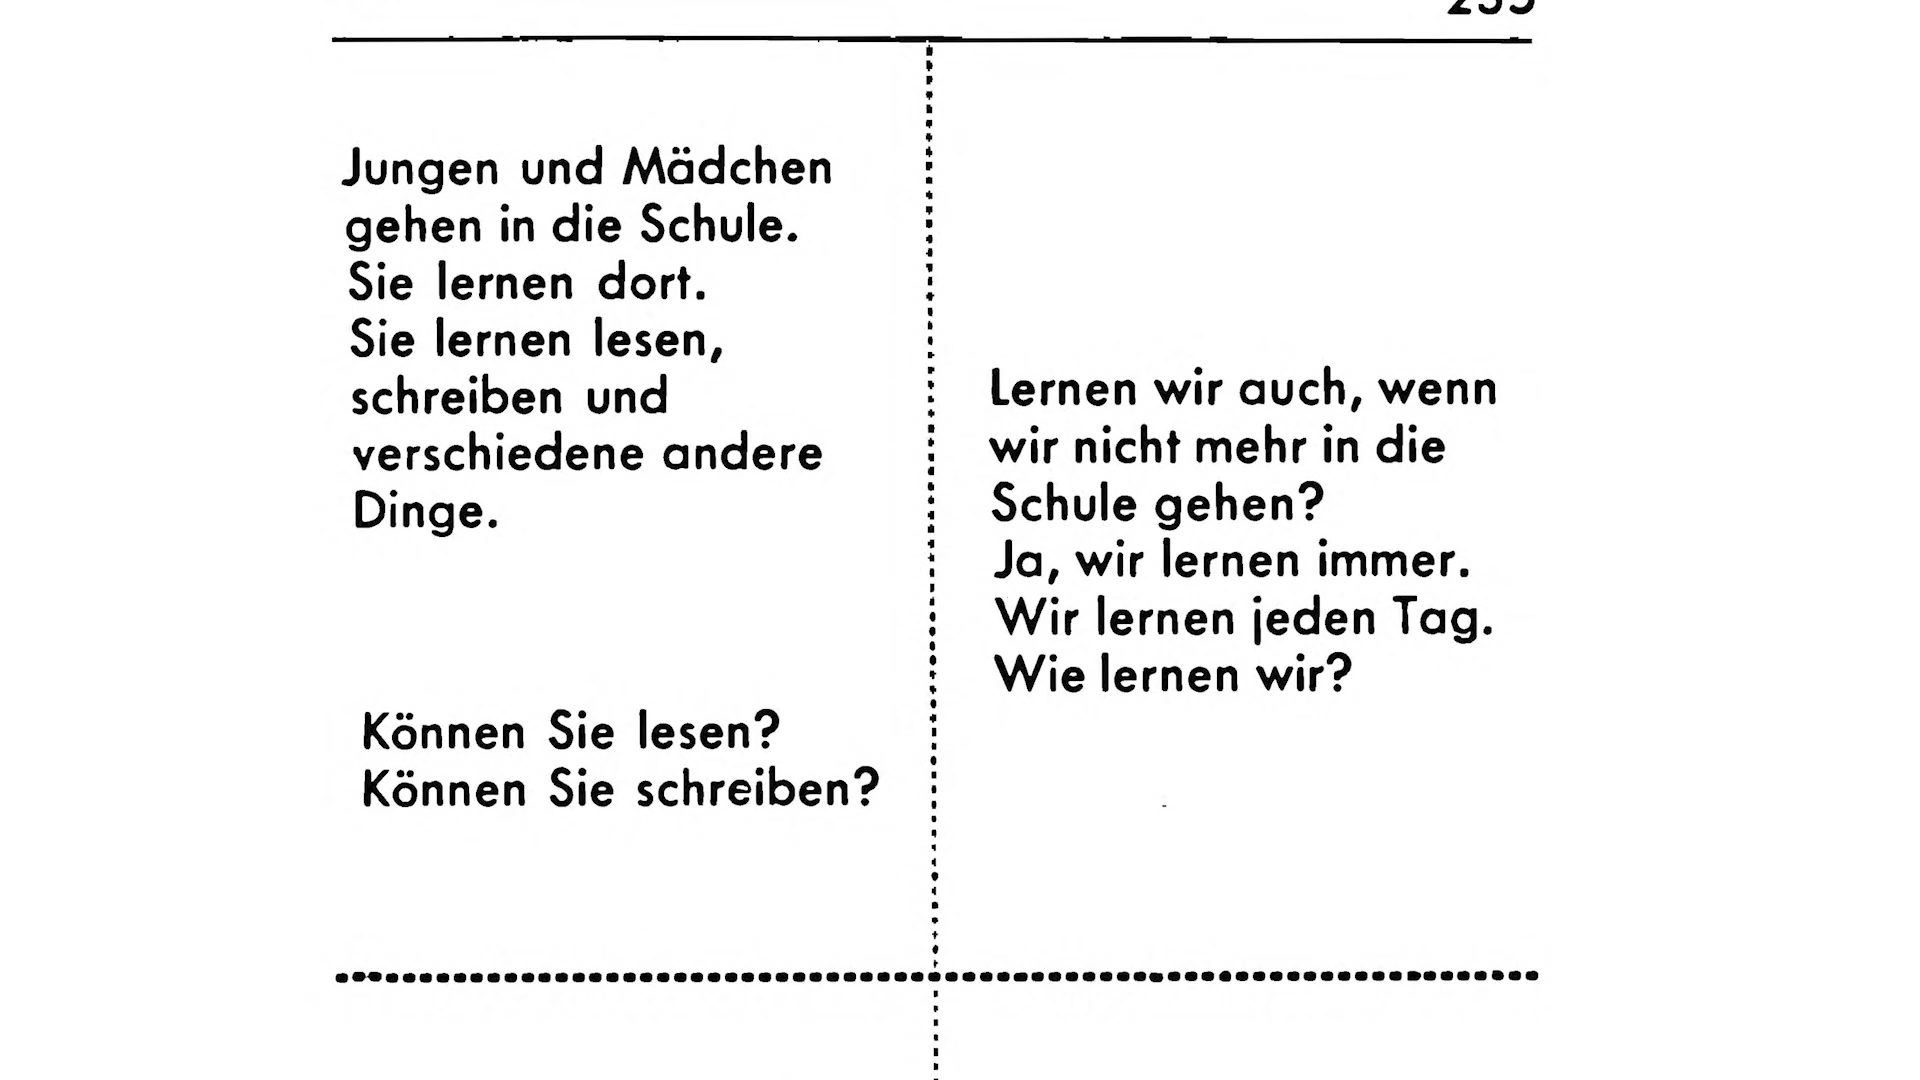 Jungen und Mädchen
gehen in die Schule.
Sie lernen dort.
Sie lernen lesen,
schreiben und
verschiedene andere
Dinge.
Können Sie lesen?
Können Sie schreiben?
Lernen wir auch, wenn
wir nicht mehr in die
Schule gehen?
Ja, wir lernen immer.
Wir lernen jeden Tag.
Wie lernen wir?